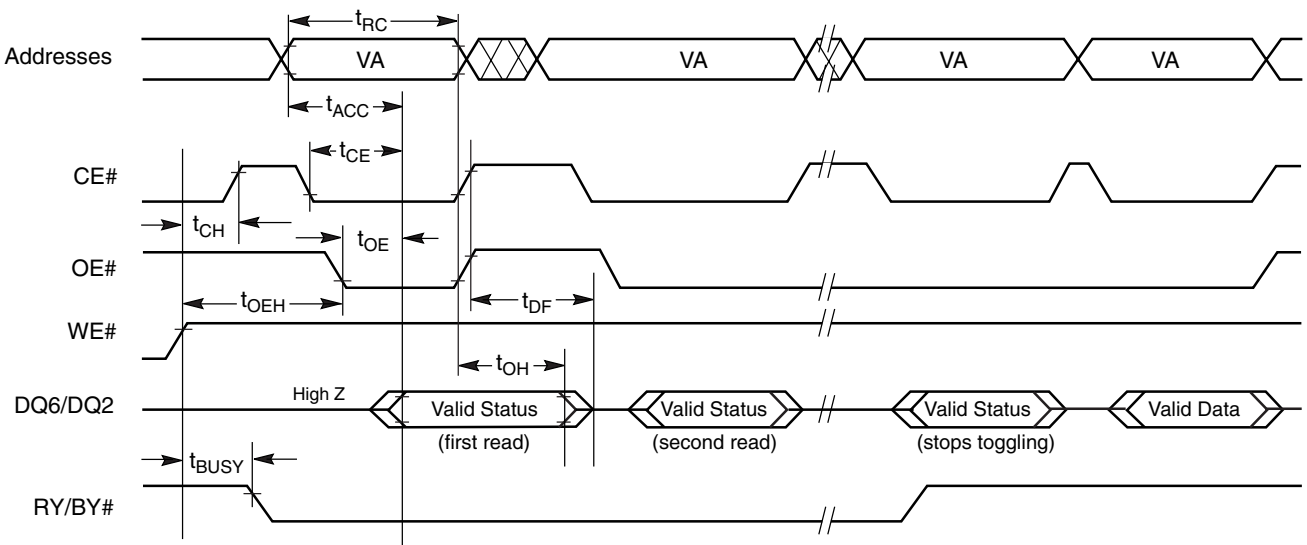 tRC
Addresses VA VA VA VA
tACC
tCE
CE#
tCH
tOE
OE#
tOEH
tDF
WE#
tOH
High Z
DQ6/DQ2 Valid Status Valid Status Valid Status Valid Data
(first read) (second read) (stops toggling)
tBUSY
RY/BY#